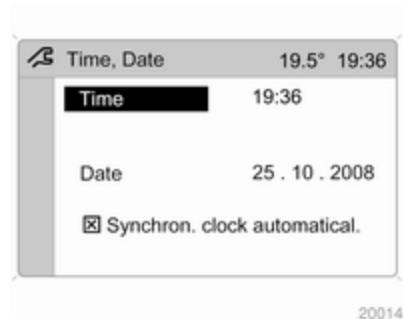 Time, Date 19.5° 19:36
Time 19:36
Date 25 . 10 . 2008
Synchron. clock automatical.
20014